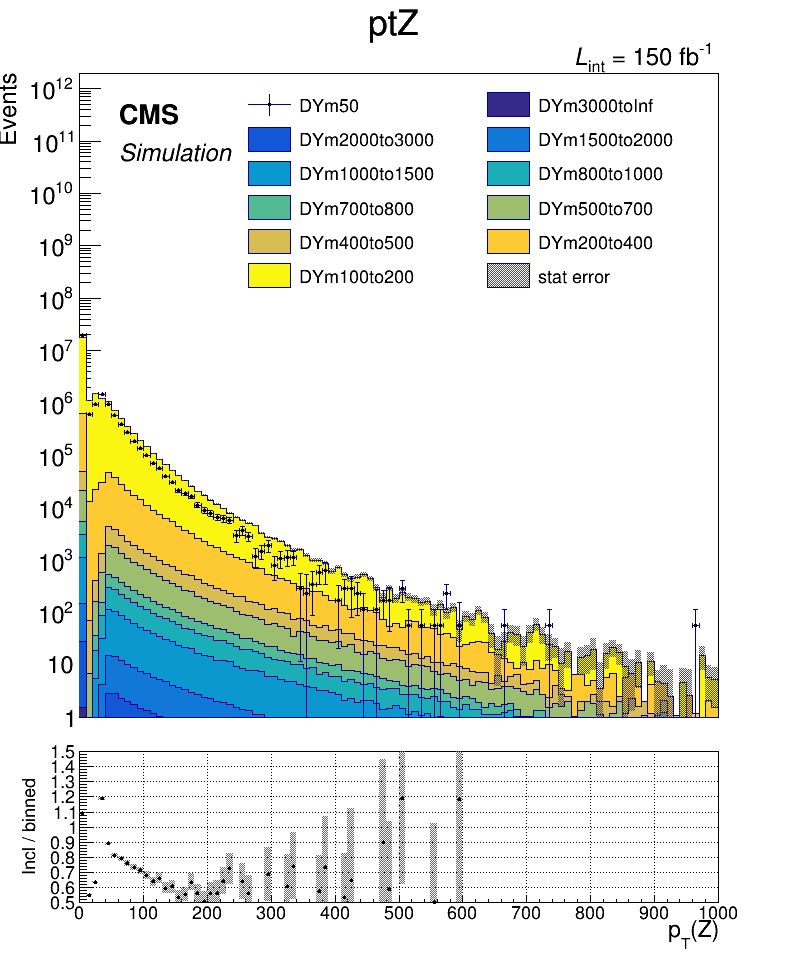 ptZ
L_int = 150 fb^-1
Events
10^12
10^11
10^10
10^9
10^8
10^7
10^6
10^5
10^4
10^3
10^2
10
1
CMS
Simulation
DYm50
DYm3000toInf
DYm2000to3000
DYm1500to2000
DYm1000to1500
DYm800to1000
DYm700to800
DYm500to700
DYm400to500
DYm200to400
DYm100to200
stat error
Incl / binned
1.5
1.4
1.3
1.2
1.1
1
0.9
0.8
0.7
0.6
0.5
0 100 200 300 400 500 600 700 800 900 1000
p_T(Z)